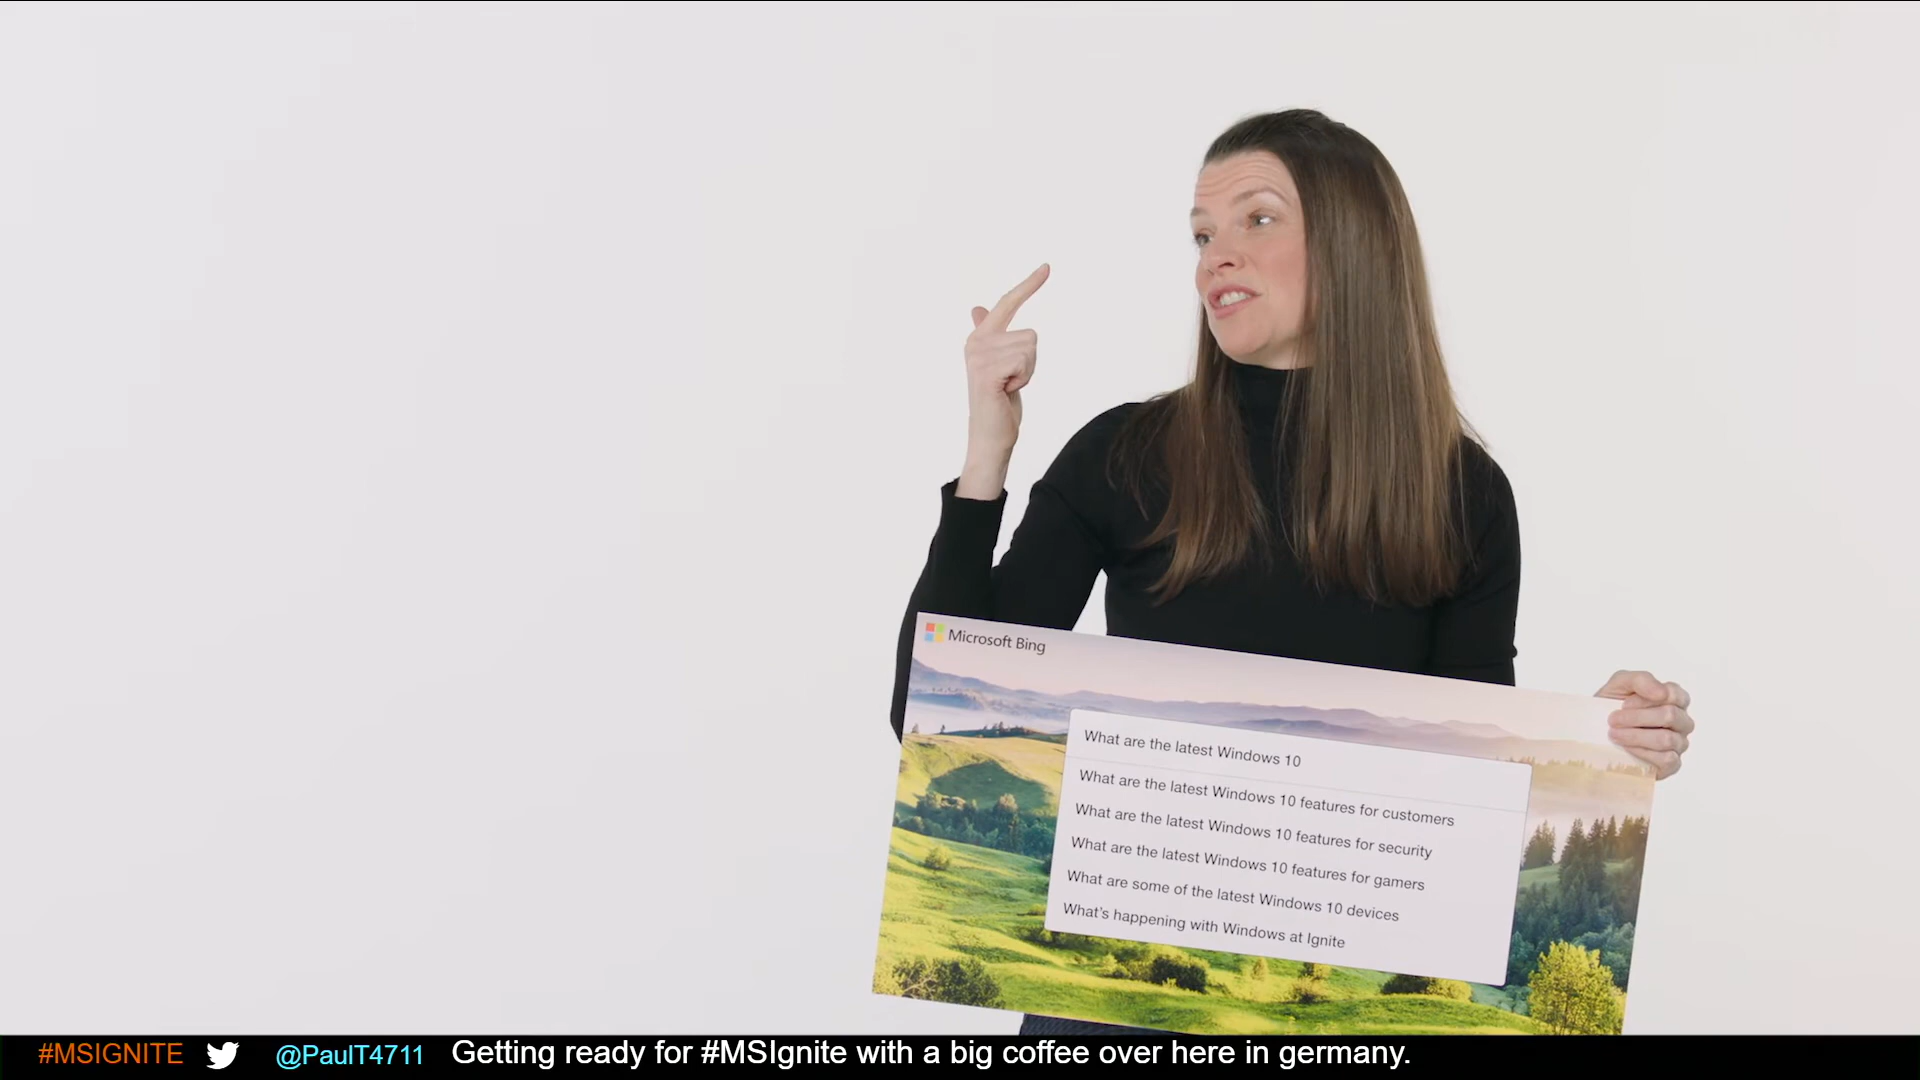 Microsoft Bing
What are the latest Windows 10
What are the latest Windows 10 features for customers
What are the latest Windows 10 features for security
What are the latest Windows 10 features for gamers
What are some of the latest Windows 10 devices
What's happening with Windows at Ignite
#MSIGNITE @PaulT4711 Getting ready for #MSIgnite with a big coffee over here in germany.